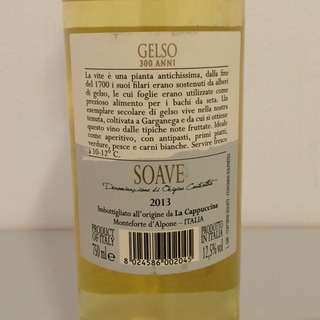 GELSO
300 ANNI
La vite è una pianta antichissima, dalla fine
del 1700 i suoi filari erano sostenuti da alberi
di gelso, le cui foglie erano utilizzate come
prezioso alimento per i bachi da seta. Un
esemplare secolare di gelso vive nella nostra
tenuta, coltivata a Garganega e da cui si ottiene
questo vino dalle tipiche note fruttate. Ideale
come aperitivo, con antipasti, primi piatti,
verdure, pesce e carni bianche. Servire fresco
a 10-12° C.
SOAVE
Denominazione di Origine Controllata
2013
Imbottigliato all'origine da La Cappuccina
Monteforte d'Alpone - ITALIA
PRODUCT
OF ITALY
750 ml e
PRODOTTO
IN ITALIA
12,5% vol
8 024586 002045